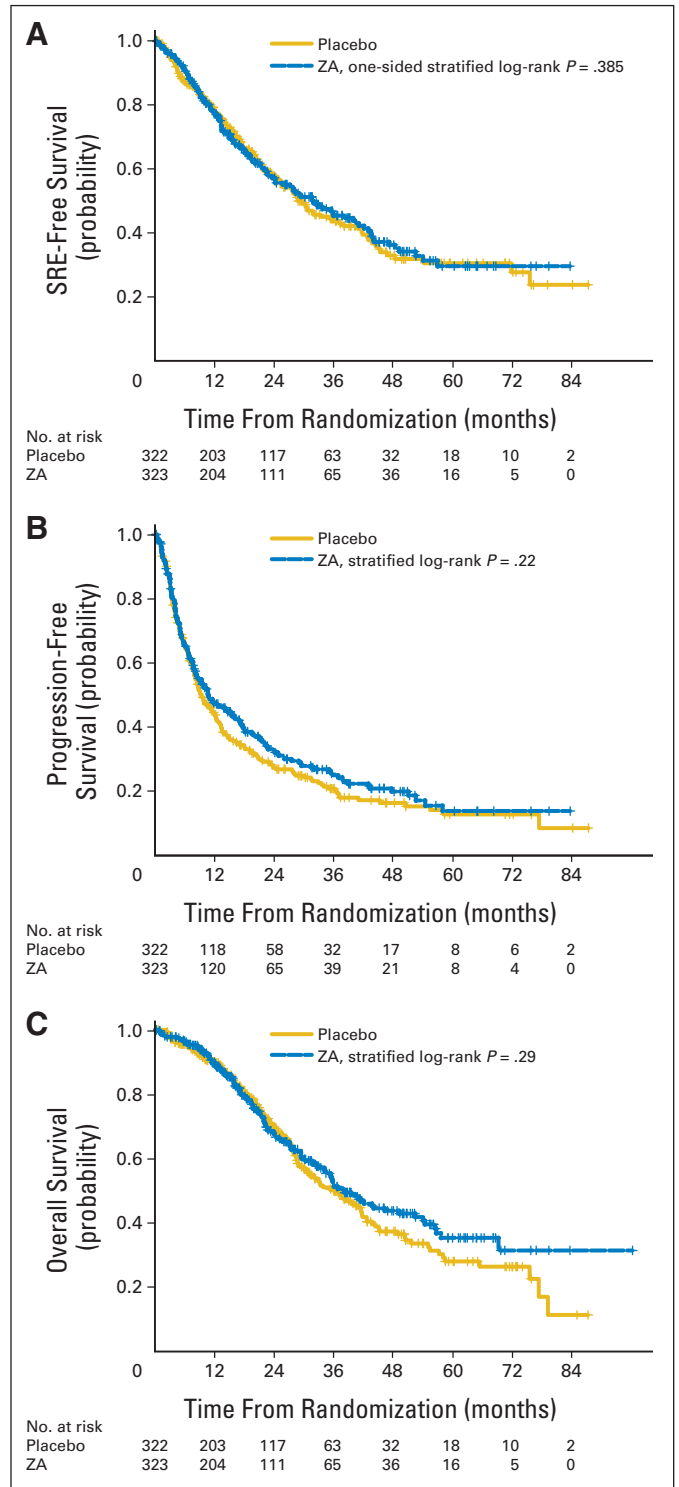 A
Placebo
ZA, one-sided stratified log-rank P = .385
SRE-Free Survival
(probability)
1.0
0.8
0.6
0.4
0.2
0 12 24 36 48 60 72 84
Time From Randomization (months)
No. at risk
Placebo 322 203 117 63 32 18 10 2
ZA 323 204 111 65 36 16 5 0
B
Placebo
ZA, stratified log-rank P = .22
Progression-Free
Survival (probability)
1.0
0.8
0.6
0.4
0.2
0 12 24 36 48 60 72 84
Time From Randomization (months)
No. at risk
Placebo 322 118 58 32 17 8 6 2
ZA 323 120 65 39 21 8 4 0
C
Placebo
ZA, stratified log-rank P = .29
Overall Survival
(probability)
1.0
0.8
0.6
0.4
0.2
0 12 24 36 48 60 72 84
Time From Randomization (months)
No. at risk
Placebo 322 203 117 63 32 18 10 2
ZA 323 204 111 65 36 16 5 0